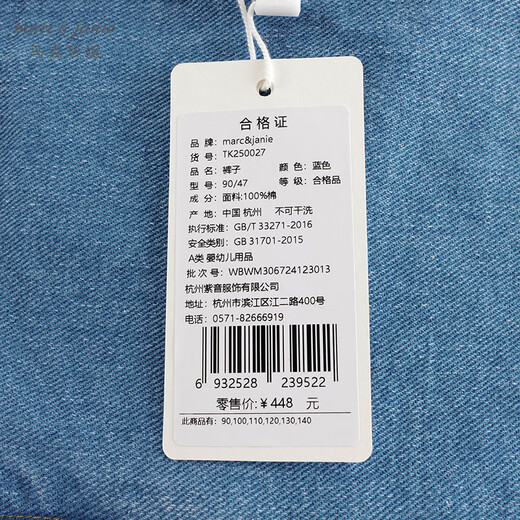 marc & janie
马克珍妮
合格证
品 牌: marc&janie
货 号: TK250027
品 名: 裤子 颜 色: 蓝色
型 号: 90/47 等 级: 合格品
成 分: 面料:100%棉
产 地: 中国 杭州 不可干洗
执行标准: GB/T 33271-2016
安全类别: GB 31701-2015
A类 婴幼儿用品
批 次 号: WBWM306724123013
杭州紫音服饰有限公司
地址: 杭州市滨江区江二路400号
电话: 0571-82666919
6 932528 239522
零售价:¥448 元
此商品有: 90,100,110,120,130,140